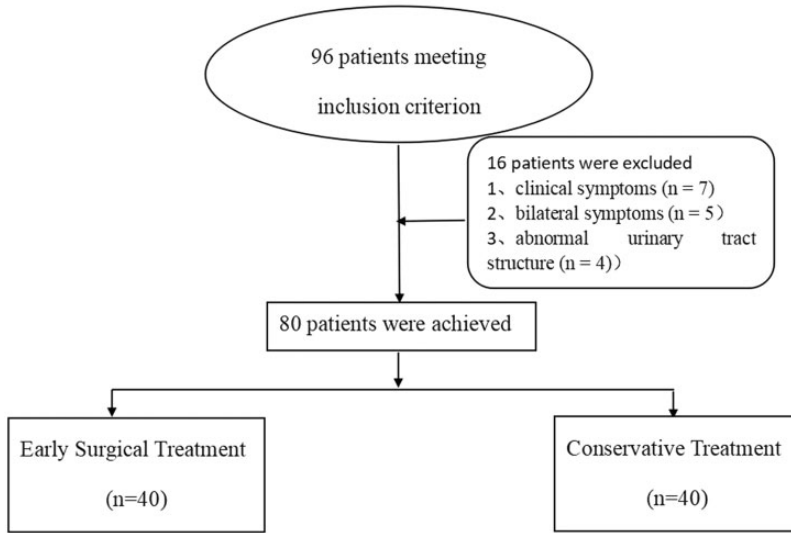 96 patients meeting
inclusion criterion
16 patients were excluded
1、clinical symptoms (n = 7)
2、bilateral symptoms (n = 5）
3、abnormal urinary tract
structure (n = 4)）
80 patients were achieved
Early Surgical Treatment
(n=40)
Conservative Treatment
(n=40)